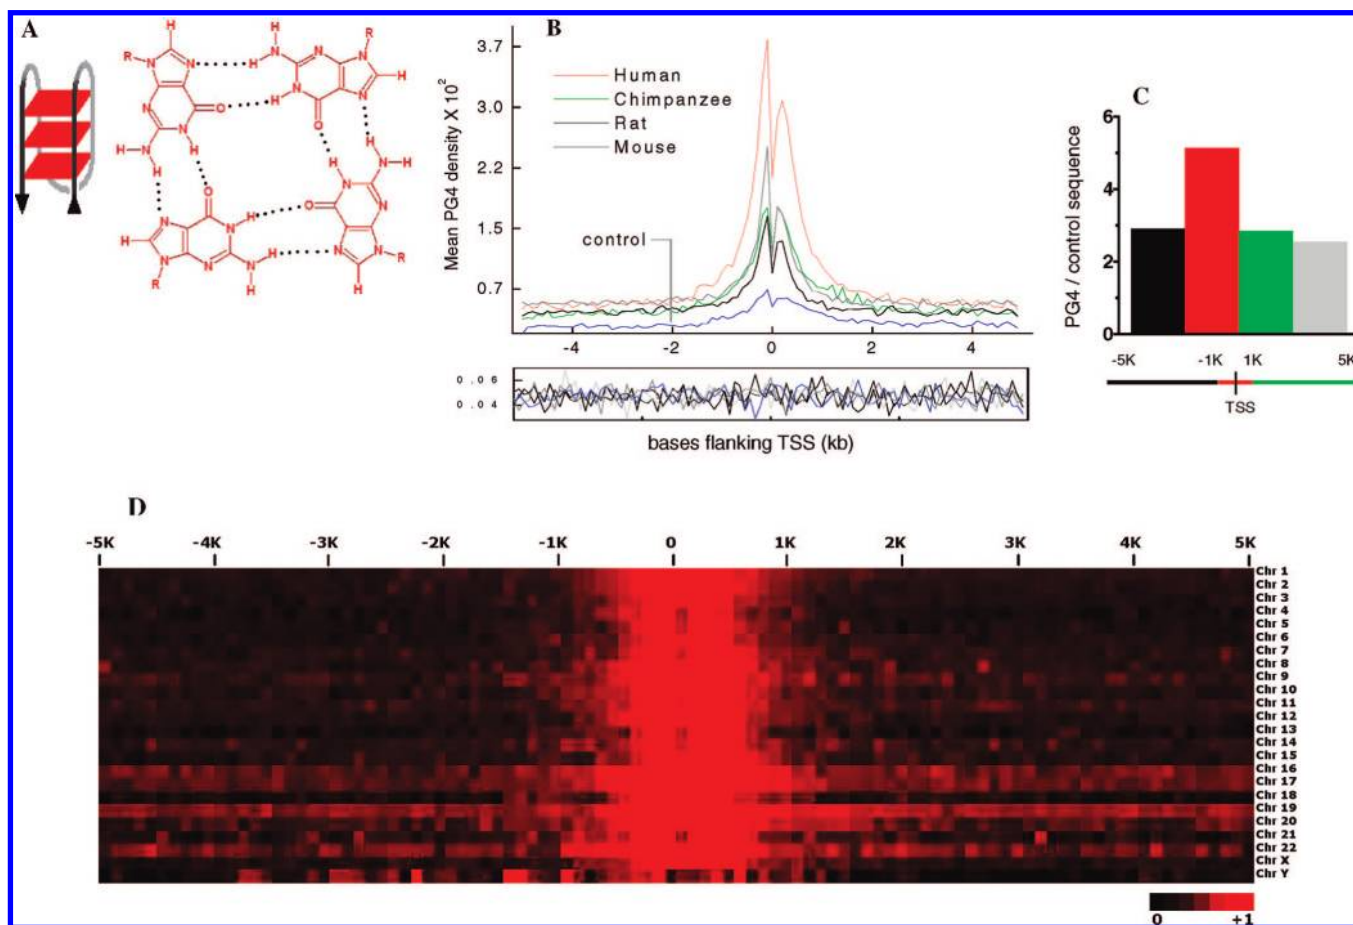 A
H
R
N
N
H
N
H
N
R
N
O
H
N
N
H
N
N
N
H
O
H
N
H
H
H
O
H
N
N
H
N
O
N
N
H
O
N
N
H
N
N
N
H
N
R
R
H
H
B
Mean PG4 density X 10²
3.7
3.0
2.2
1.5
0.7
Human
Chimpanzee
Rat
Mouse
control
-4
-2
0
2
4
0.06
0.04
bases flanking TSS (kb)
C
PG4 / control sequence
6
4
2
0
-5K
-1K
1K
5K
TSS
D
-5K -4K -3K -2K -1K 0 1K 2K 3K 4K 5K
Chr 1
Chr 2
Chr 3
Chr 4
Chr 5
Chr 6
Chr 7
Chr 8
Chr 9
Chr 10
Chr 11
Chr 12
Chr 13
Chr 14
Chr 15
Chr 16
Chr 17
Chr 18
Chr 19
Chr 20
Chr 21
Chr 22
Chr X
Chr Y
0 +1